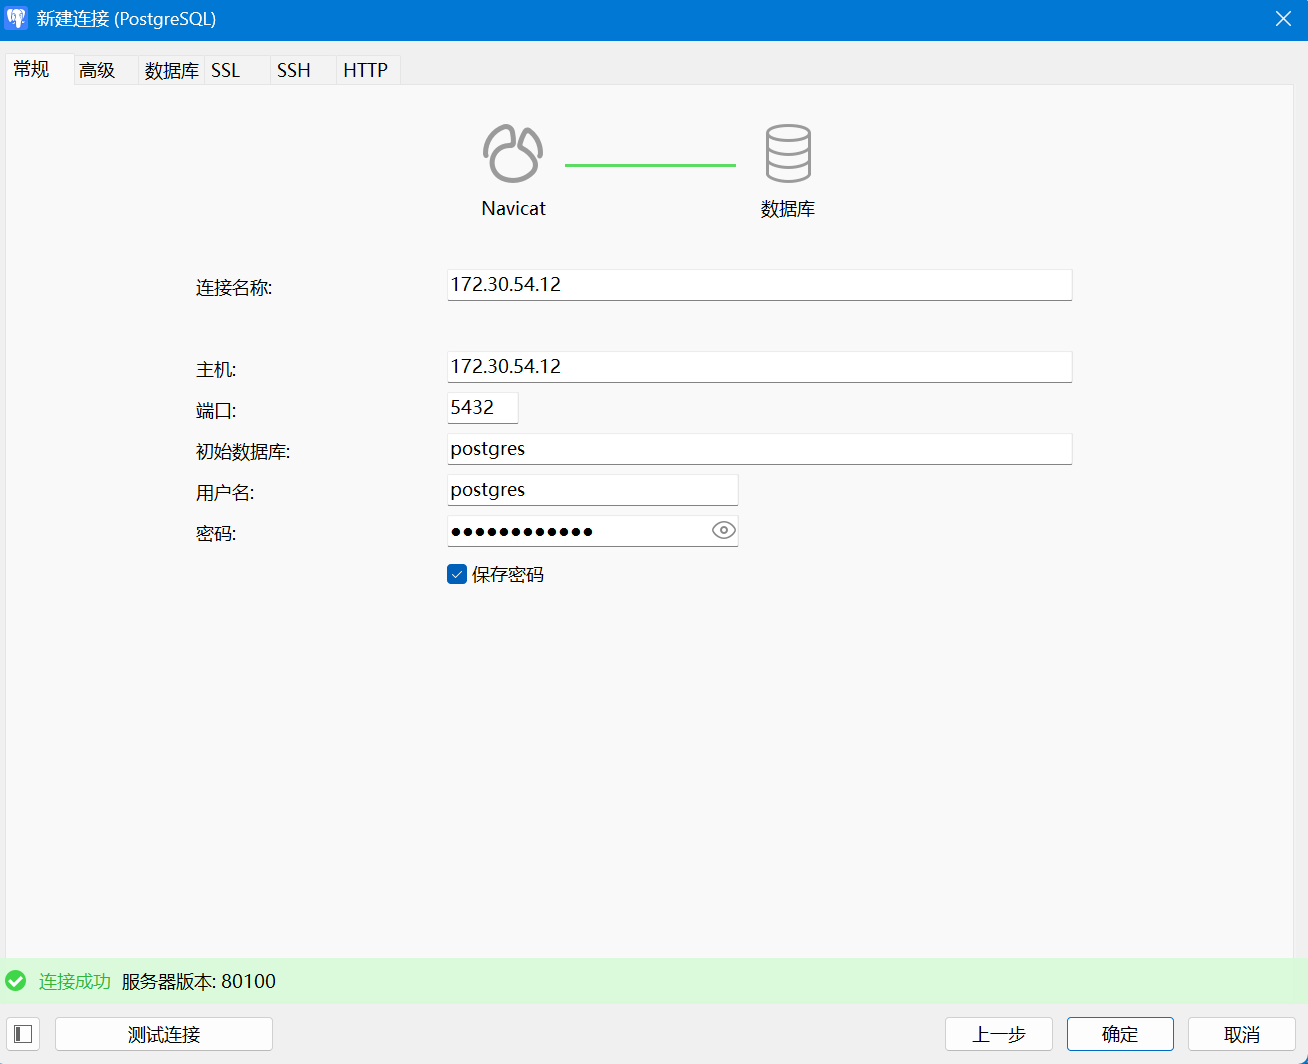 新建连接 (PostgreSQL)
常规 高级 数据库 SSL SSH HTTP
Navicat 数据库
连接名称: 172.30.54.12
主机: 172.30.54.12
端口: 5432
初始数据库: postgres
用户名: postgres
密码: ●●●●●●●●●●●●
保存密码
连接成功 服务器版本: 80100
测试连接 上一步 确定 取消